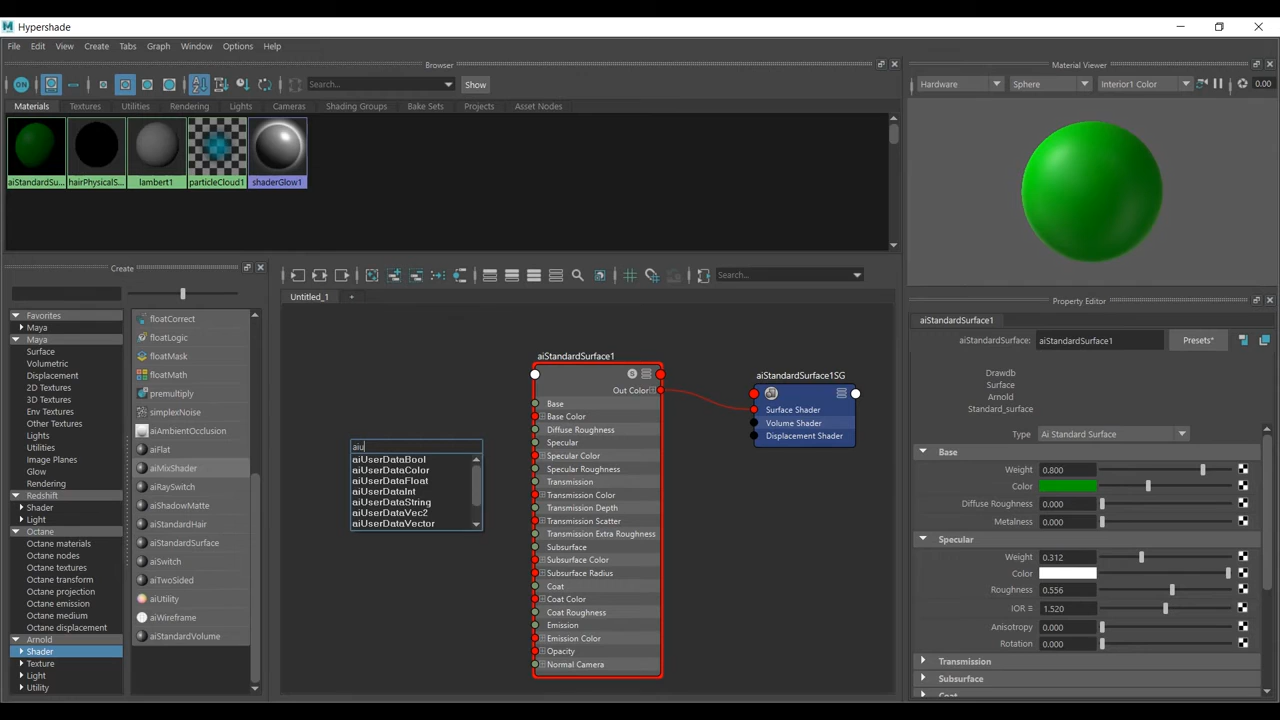 Hypershade
File Edit View Create Tabs Graph Window Options Help
Browser
ON Search... Show
Materials Textures Utilities Rendering Lights Cameras Shading Groups Bake Sets Projects Asset Nodes
aiStandardSu... hairPhysicalS... lambert1 particleCloud1 shaderGlow1
Material Viewer
Hardware Sphere Interior1 Color 0.00
Create
Favorites
Maya
Maya
Surface
Volumetric
Displacement
2D Textures
3D Textures
Env Textures
Other Textures
Lights
Utilities
Image Planes
Glow
Rendering
Redshift
Shader
Light
Octane
Octane materials
Octane nodes
Octane textures
Octane transform
Octane projection
Octane emission
Octane medium
Octane displacement
Arnold
Shader
Texture
Light
Utility
floatCorrect
floatLogic
floatMask
floatMath
premultiply
simplexNoise
aiAmbientOcclusion
aiFlat
aiMixShader
aiRaySwitch
aiShadowMatte
aiStandardHair
aiStandardSurface
aiSwitch
aiTwoSided
aiUtility
aiWireframe
aiStandardVolume
Search...
Untitled_1 +
aiu
aiUserDataBool
aiUserDataColor
aiUserDataFloat
aiUserDataInt
aiUserDataString
aiUserDataVec2
aiUserDataVector
aiStandardSurface1
S
Out Color
Base
Base Color
Diffuse Roughness
Specular
Specular Color
Specular Roughness
Transmission
Transmission Color
Transmission Depth
Transmission Scatter
Transmission Extra Roughness
Subsurface
Subsurface Color
Subsurface Radius
Coat
Coat Color
Coat Roughness
Emission
Emission Color
Opacity
Normal Camera
aiStandardSurface1SG
Surface Shader
Volume Shader
Displacement Shader
Property Editor
aiStandardSurface1
aiStandardSurface: aiStandardSurface1 Presets*
Drawdb
Surface
Arnold
Standard_surface
Type Ai Standard Surface
Base
Weight 0.800
Color
Diffuse Roughness 0.000
Metalness 0.000
Specular
Weight 0.312
Color
Roughness 0.556
IOR = 1.520
Anisotropy 0.000
Rotation 0.000
Transmission
Subsurface
Coat